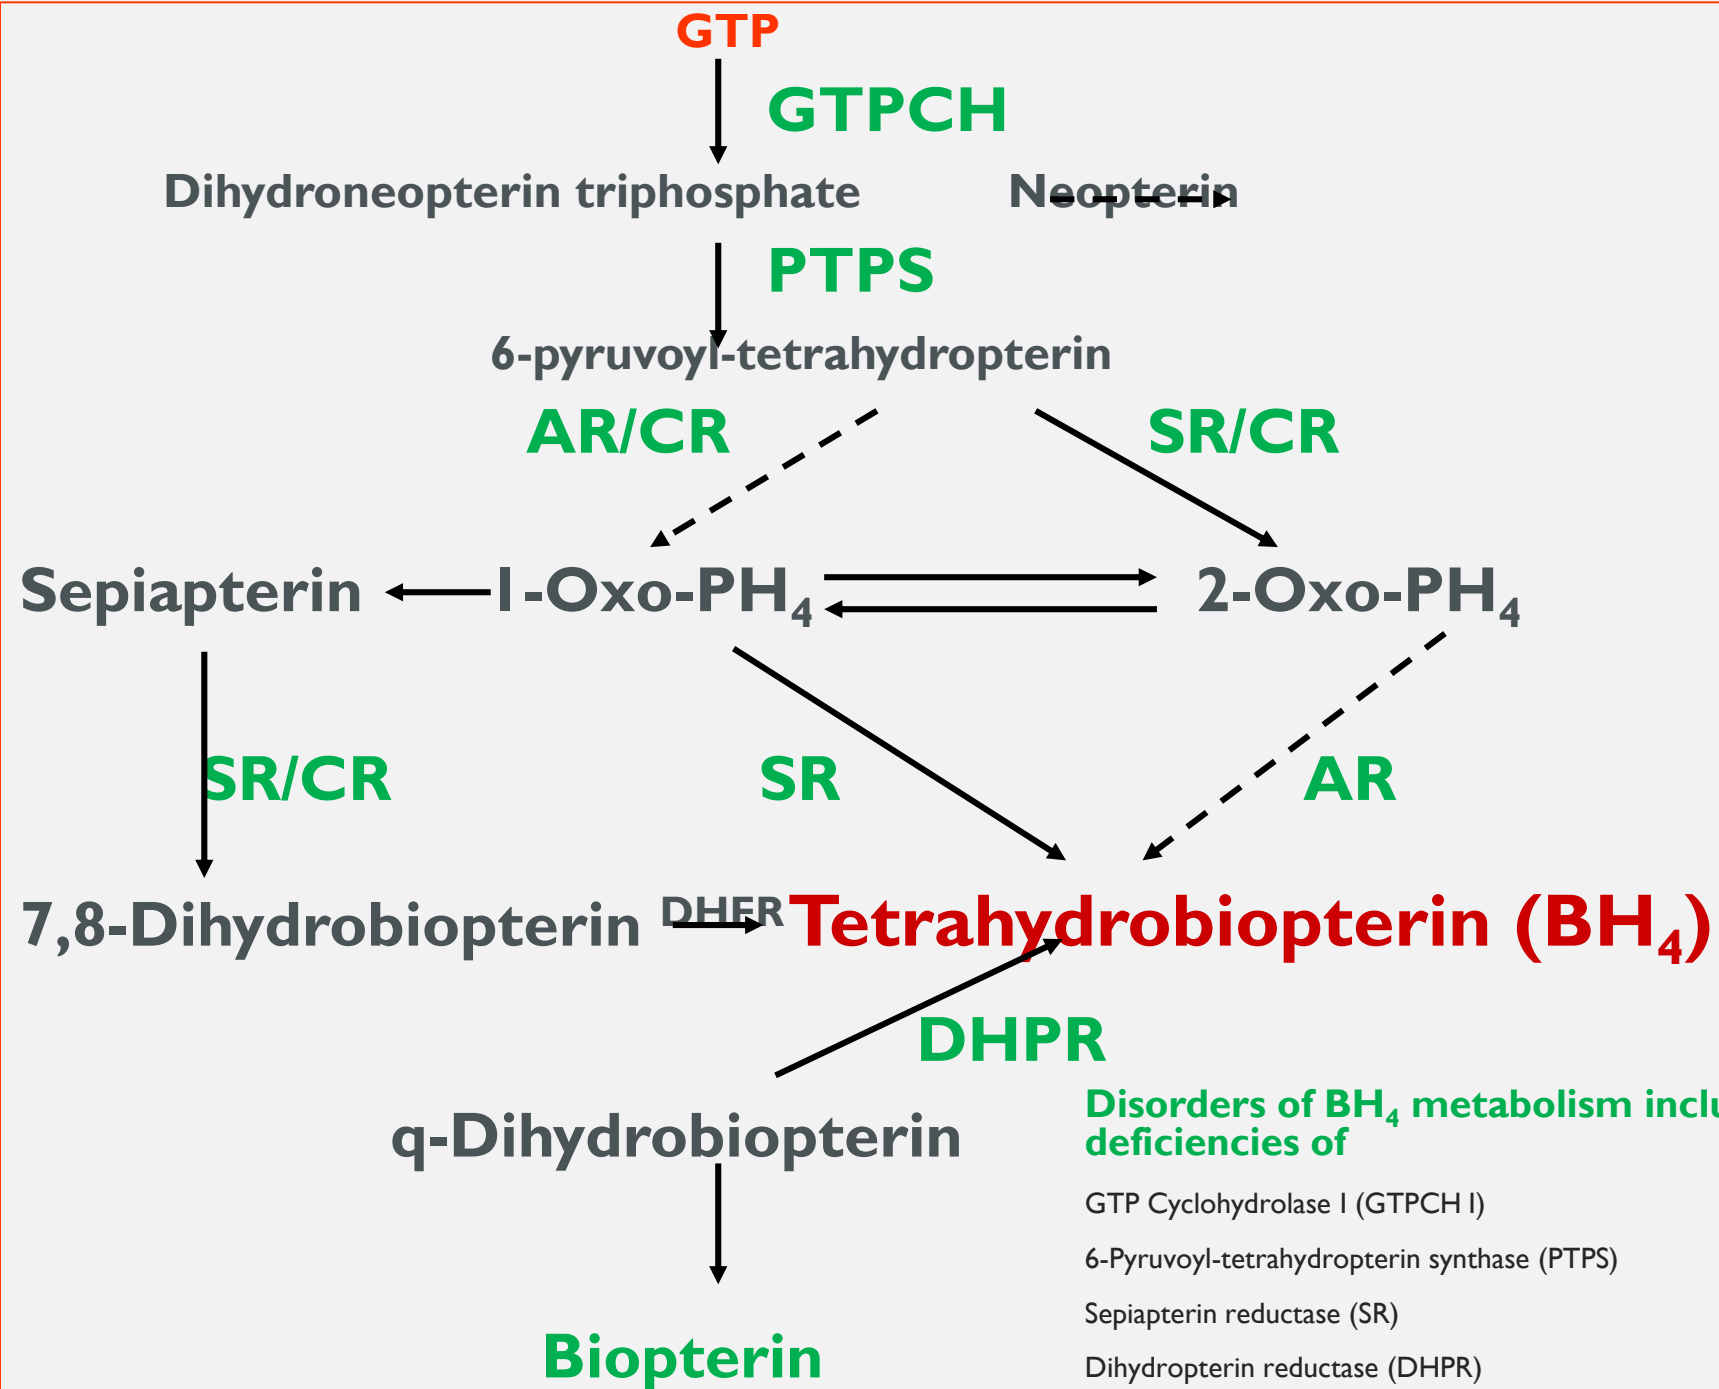 GTP
GTPCH
Dihydroneopterin triphosphate
Neopterin
PTPS
6-pyruvoyl-tetrahydropterin
AR/CR
SR/CR
Sepiapterin
1-Oxo-PH₄
2-Oxo-PH₄
SR/CR
SR
AR
7,8-Dihydrobiopterin
DHFR
Tetrahydrobiopterin (BH₄)
DHPR
q-Dihydrobiopterin
Disorders of BH₄ metabolism
deficiencies of
GTP Cyclohydrolase I (GTPCH I)
6-Pyruvoyl-tetrahydropterin synthase (PTPS)
Sepiapterin reductase (SR)
Dihydropterin reductase (DHPR)
Biopterin